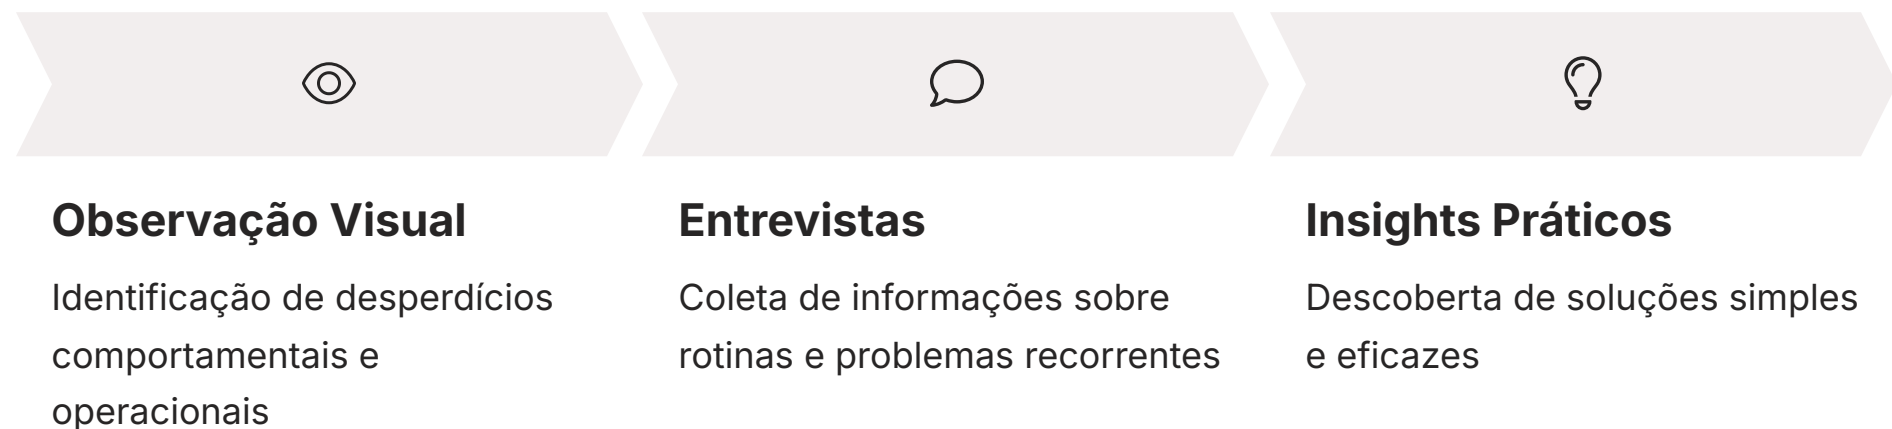 Observação Visual
Identificação de desperdícios
comportamentais e
operacionais
Entrevistas
Coleta de informações sobre
rotinas e problemas recorrentes
Insights Práticos
Descoberta de soluções simples
e eficazes